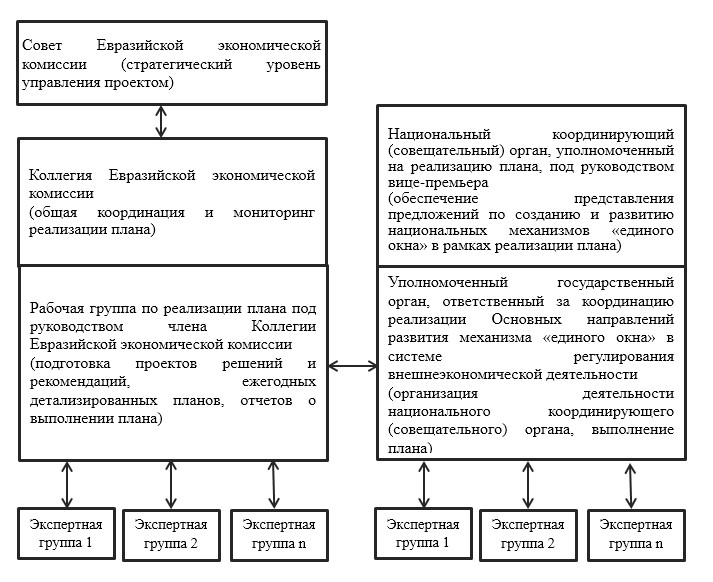 Совет Евразийской экономической
комиссии (стратегический уровень
управления проектом)
Коллегия Евразийской экономической
комиссии
(общая координация и мониторинг
реализации плана)
Рабочая группа по реализации плана под
руководством члена Коллегии
Евразийской экономической комиссии
(подготовка проектов решений и
рекомендаций, ежегодных
детализированных планов, отчетов о
выполнении плана)
Экспертная
группа 1
Экспертная
группа 2
Экспертная
группа n
Национальный координирующий
(совещательный) орган, уполномоченный
на реализацию плана, под руководством
вице-премьера
(обеспечение представления
предложений по созданию и развитию
национальных механизмов «единого
окна» в рамках реализации плана)
Уполномоченный государственный
орган, ответственный за координацию
реализации Основных направлений
развития механизма «единого окна» в
системе регулирования
внешнеэкономической деятельности
(организация деятельности
национального координирующего
(совещательного) органа, выполнение
плана)
Экспертная
группа 1
Экспертная
группа 2
Экспертная
группа n